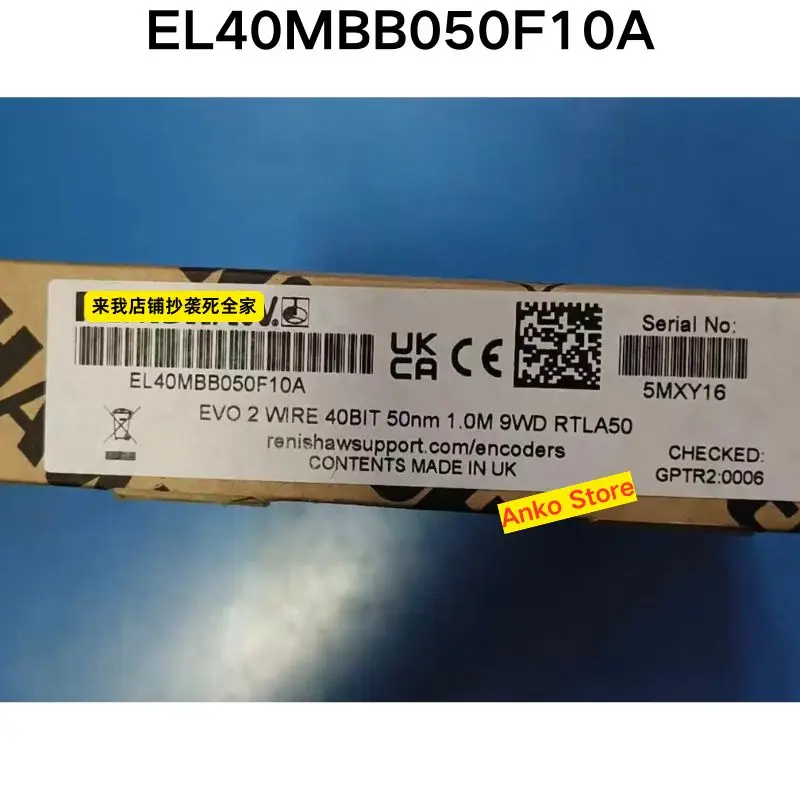 EL40MBB050F10A
来我店铺抄袭死全家
UK
CA
CE
Serial No:
EL40MBB050F10A
5MXY16
EVO 2 WIRE 40BIT 50nm 1.0M 9WD RTLA50
renishawsupport.com/encoders
CONTENTS MADE IN UK
CHECKED:
GPTR2:0006
Anko Store